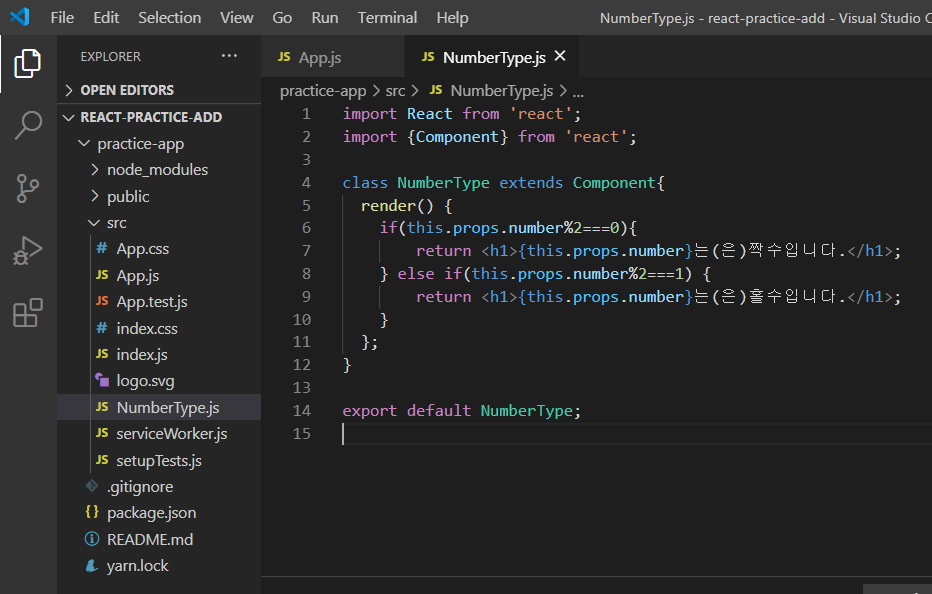 File Edit Selection View Go Run Terminal Help NumberType.js - react-practice-add - Visual Studio C
EXPLORER ...
OPEN EDITORS
REACT-PRACTICE-ADD
practice-app
node_modules
public
src
# App.css
JS App.js
JS App.test.js
# index.css
JS index.js
logo.svg
JS NumberType.js
JS serviceWorker.js
JS setupTests.js
.gitignore
{} package.json
README.md
yarn.lock
JS App.js JS NumberType.js
practice-app > src > JS NumberType.js > ...
1 import React from 'react';
2 import {Component} from 'react';
3
4 class NumberType extends Component{
5 render() {
6 if(this.props.number%2===0){
7 return <h1>{this.props.number}는(은)짝수입니다.</h1>;
8 } else if(this.props.number%2===1) {
9 return <h1>{this.props.number}는(은)홀수입니다.</h1>;
10 }
11 };
12 }
13
14 export default NumberType;
15